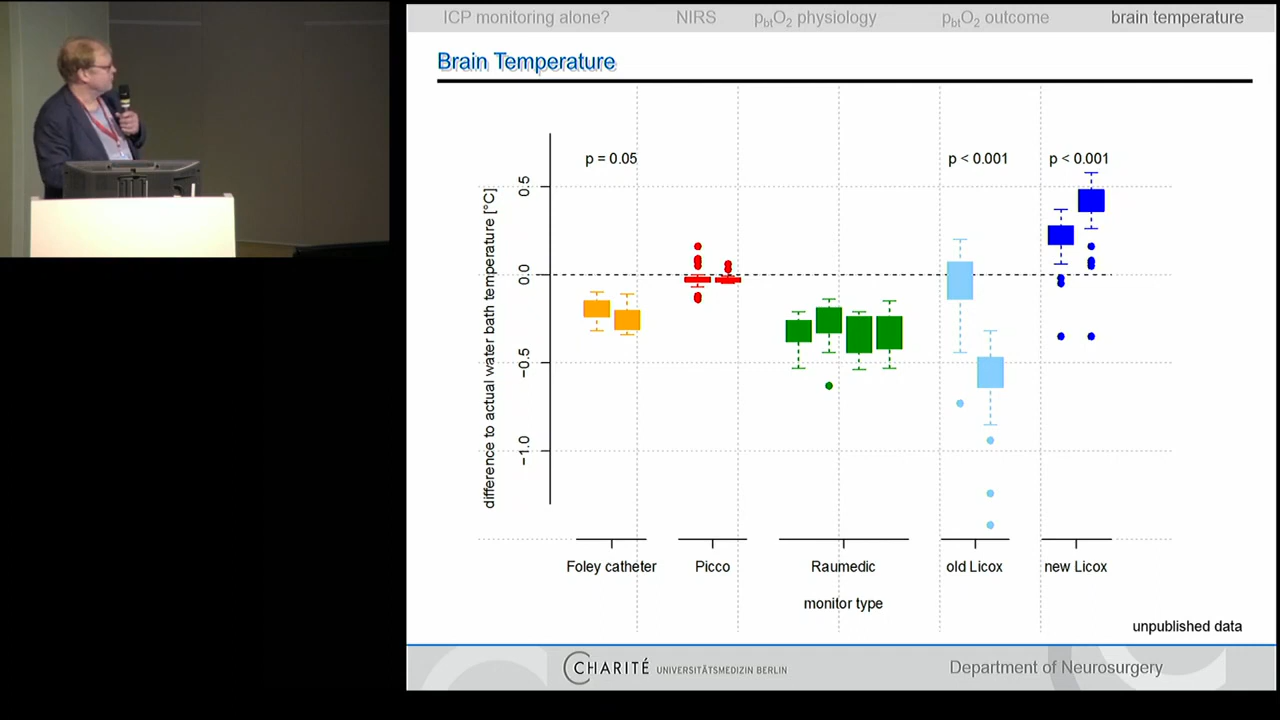 ICP monitoring alone? NIRS pbtO2 physiology pbtO2 outcome brain temperature
Brain Temperature
p = 0.05 p < 0.001 p < 0.001
difference to actual water bath temperature [°C]
0.5
0.0
−0.5
−1.0
Foley catheter Picco Raumedic old Licox new Licox
monitor type
unpublished data
CHARITÉ UNIVERSITÄTSMEDIZIN BERLIN Department of Neurosurgery